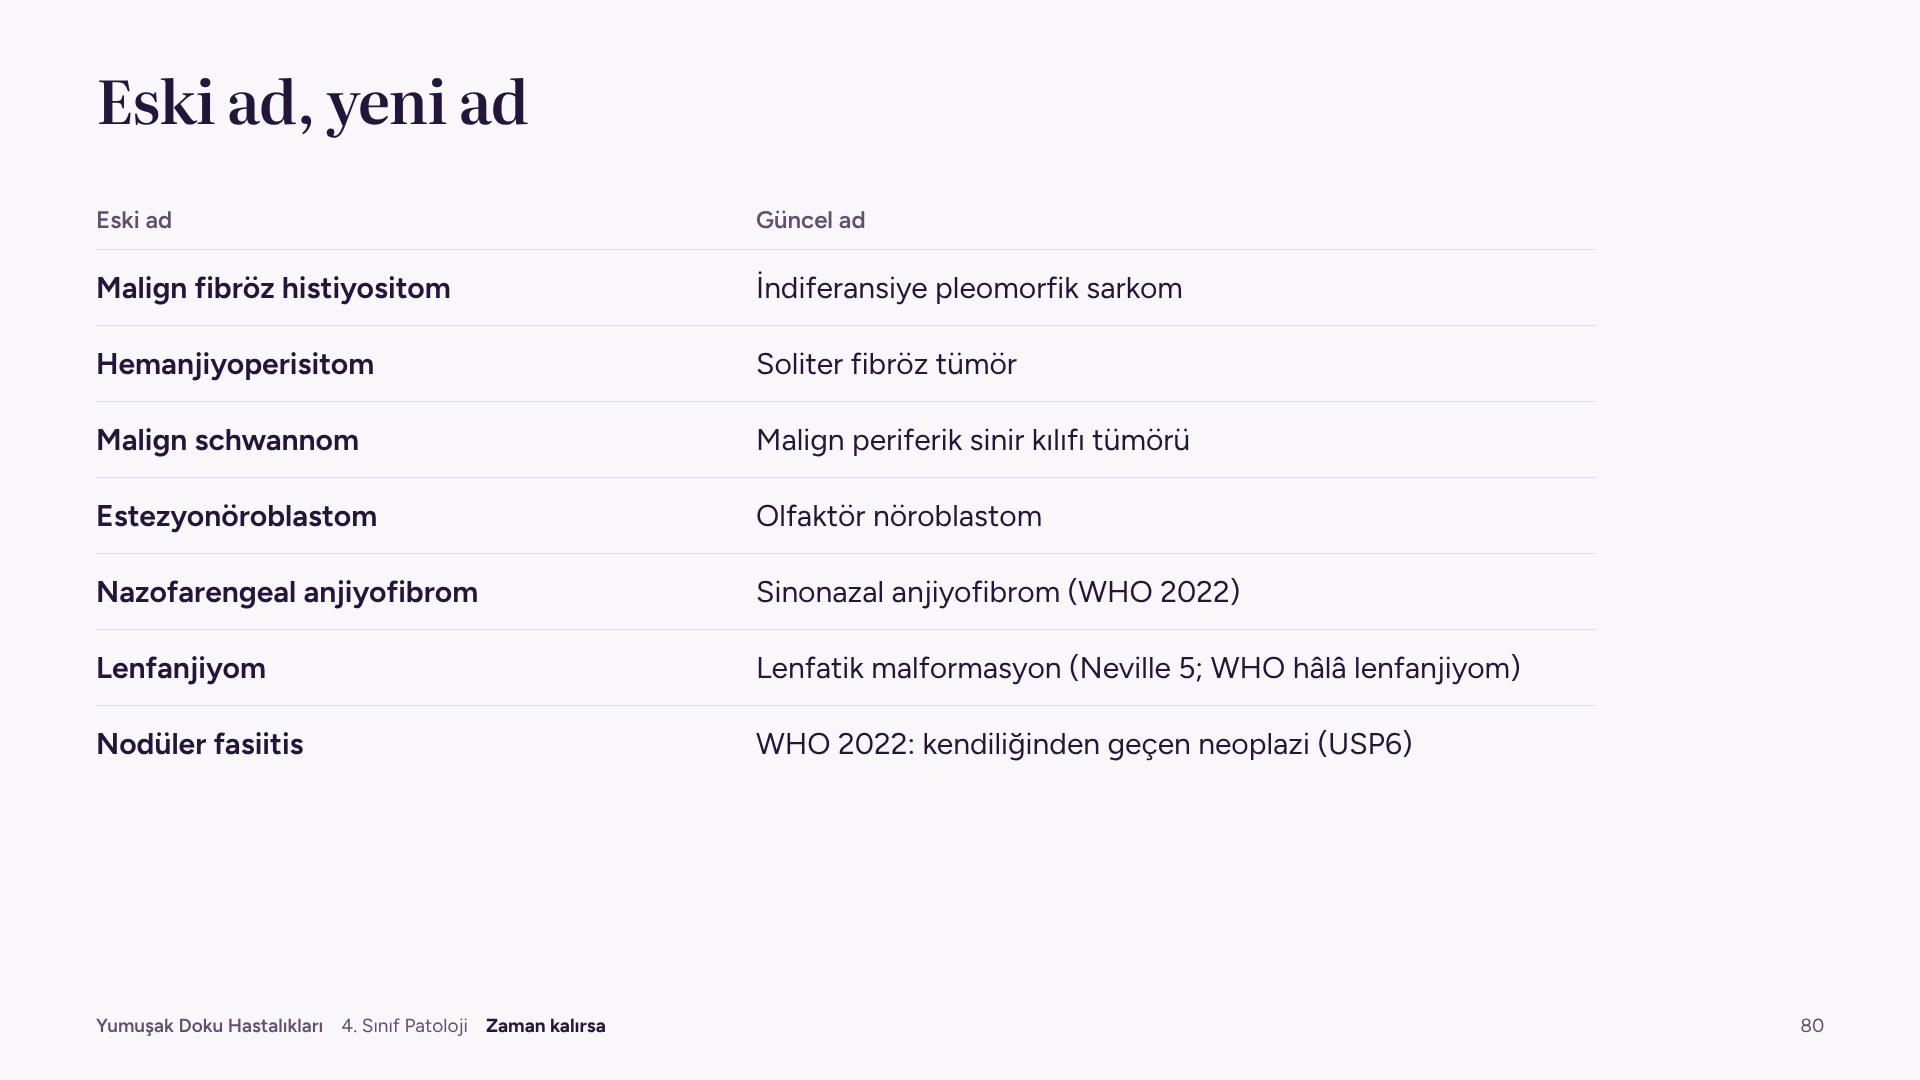 Eski ad, yeni ad
Eski ad Güncel ad
Malign fibröz histiyositom İndiferansiye pleomorfik sarkom
Hemanjiyoperisitom Soliter fibröz tümör
Malign schwannom Malign periferik sinir kılıfı tümörü
Estezyonöroblastom Olfaktör nöroblastom
Nazofarengeal anjiyofibrom Sinonazal anjiyofibrom (WHO 2022)
Lenfanjiyom Lenfatik malformasyon (Neville 5; WHO hâlâ lenfanjiyom)
Nodüler fasiitis WHO 2022: kendiliğinden geçen neoplazi (USP6)
Yumuşak Doku Hastalıkları 4. Sınıf Patoloji Zaman kalırsa 80